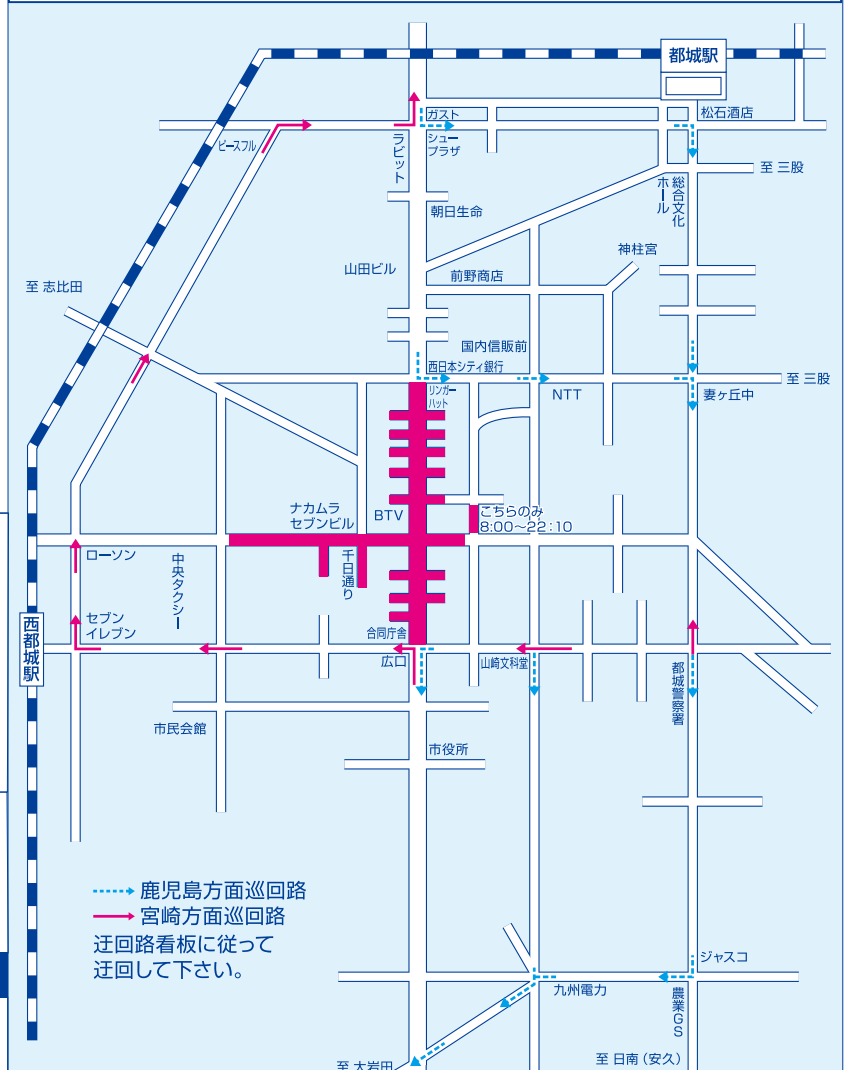 都城駅
松石酒店
ガスト
シュー
プラザ
ピースフル
ラビット
至 三股
総合文化
ホール
朝日生命
神柱宮
山田ビル
前野商店
至 志比田
国内信販前
西日本シティ銀行
至 三股
リンガー
ハット
NTT
妻ヶ丘中
ナカムラ
セブンビル
BTV
こちらのみ
8:00〜22:10
ローソン
中央タクシー
千日通り
セブン
イレブン
合同庁舎
西都城駅
広口
山崎文科堂
都城警察署
市民会館
市役所
鹿児島方面巡回路
宮崎方面巡回路
迂回路看板に従って
迂回して下さい。
ジャスコ
九州電力
農業GS
至 大岩田
至 日南(安久)